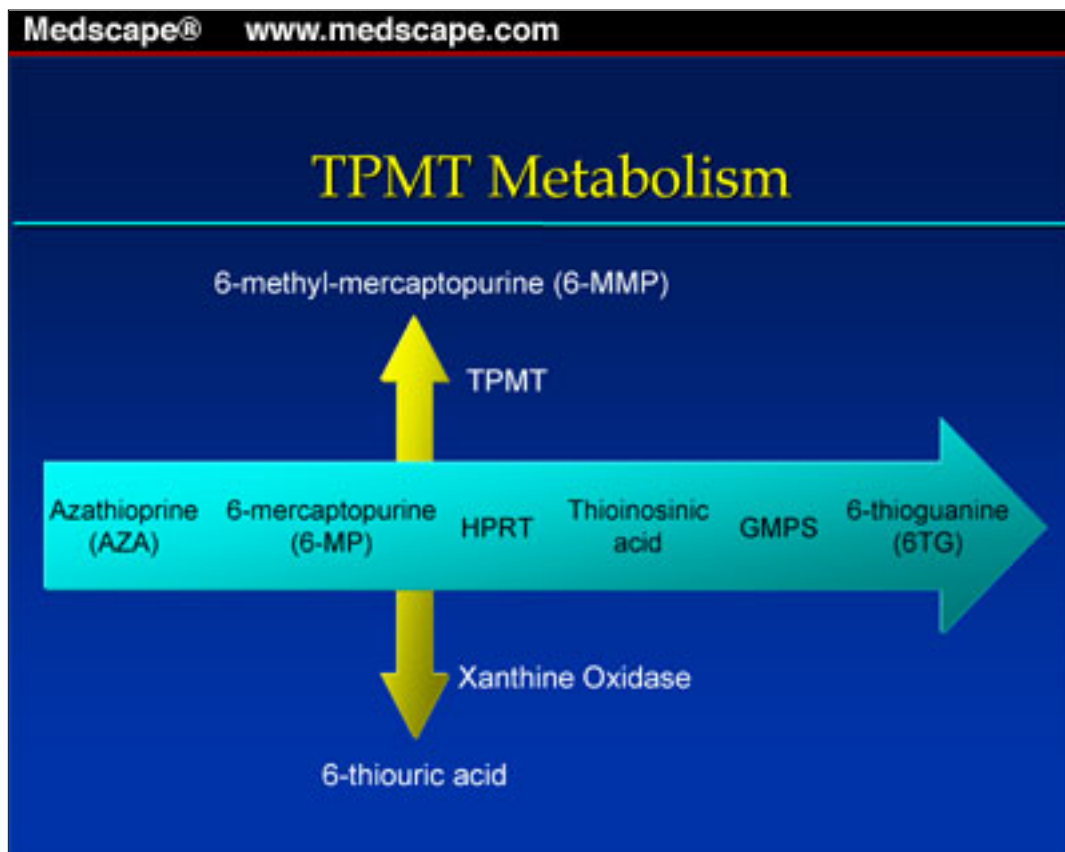 Medscape® www.medscape.com
TPMT Metabolism
6-methyl-mercaptopurine (6-MMP)
TPMT
Azathioprine
(AZA)
6-mercaptopurine
(6-MP)
HPRT
Thioinosinic
acid
GMPS
6-thioguanine
(6TG)
Xanthine Oxidase
6-thiouric acid